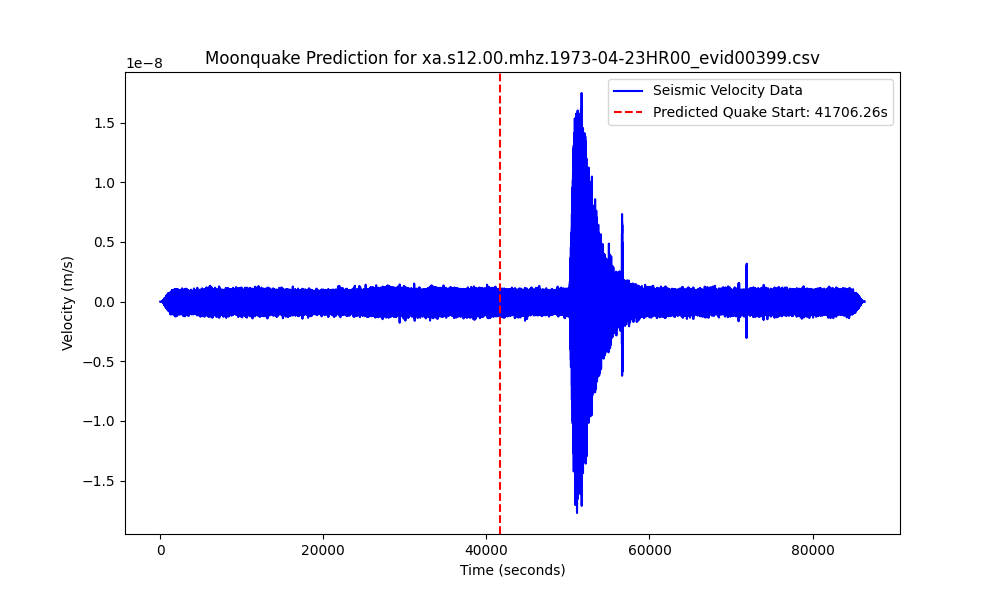 Moonquake Prediction for xa.s12.00.mhz.1973-04-23HR00_evid00399.csv
1e−8
Seismic Velocity Data
Predicted Quake Start: 41706.26s
1.5
1.0
0.5
0.0
−0.5
−1.0
−1.5
Velocity (m/s)
0 20000 40000 60000 80000
Time (seconds)